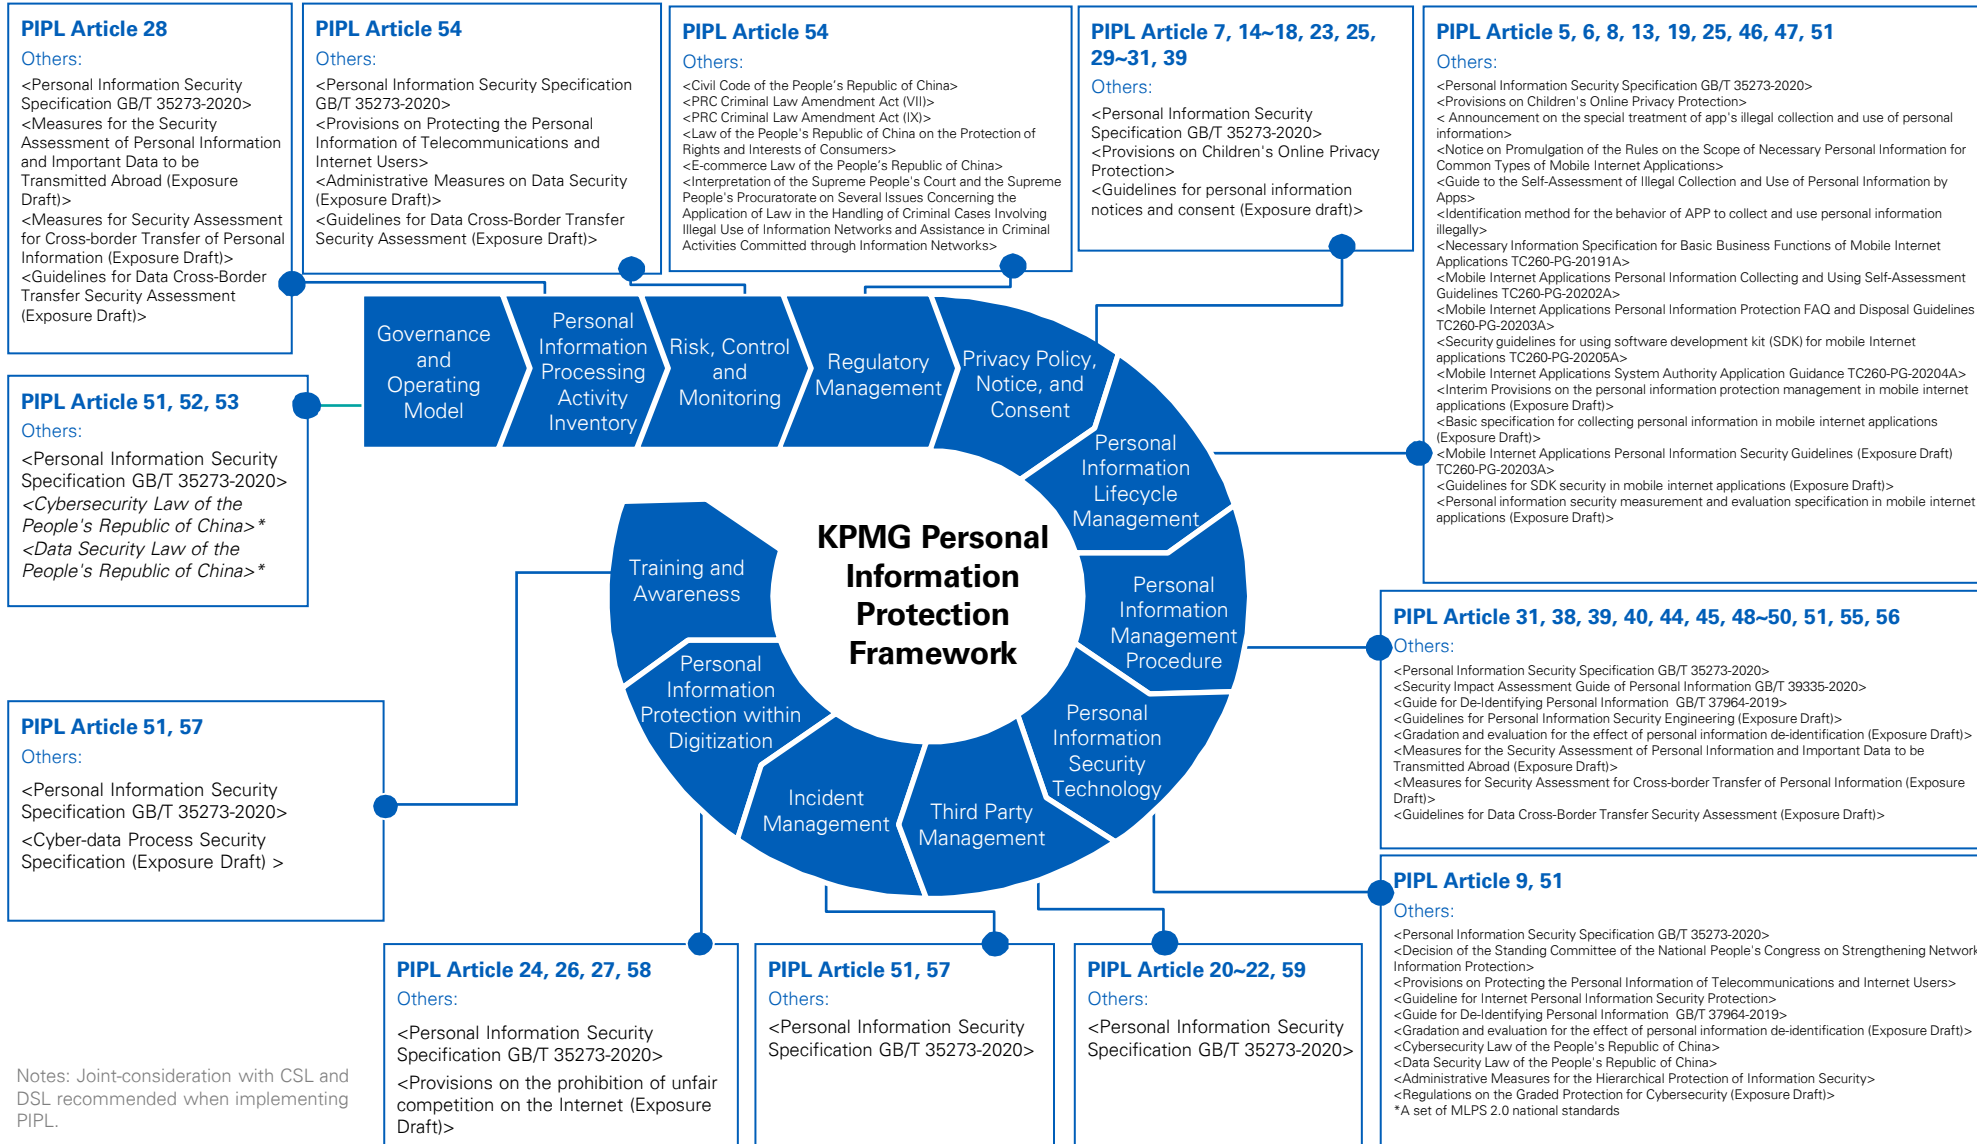 PIPL Article 28
Others:
<Personal Information Security
Specification GB/T 35273-2020>
<Measures for the Security
Assessment of Personal Information
and Important Data to be
Transmitted Abroad (Exposure
Draft)>
<Measures for Security Assessment
for Cross-border Transfer of Personal
Information (Exposure Draft)>
<Guidelines for Data Cross-Border
Transfer Security Assessment
(Exposure Draft)>
PIPL Article 54
Others:
<Personal Information Security Specification
GB/T 35273-2020>
<Provisions on Protecting the Personal
Information of Telecommunications and
Internet Users>
<Administrative Measures on Data Security
(Exposure Draft)>
<Guidelines for Data Cross-Border Transfer
Security Assessment (Exposure Draft)>
PIPL Article 54
Others:
<Civil Code of the People's Republic of China>
<PRC Criminal Law Amendment Act (VII)>
<PRC Criminal Law Amendment Act (IX)>
<Law of the People's Republic of China on the Protection of
Rights and Interests of Consumers>
<E-commerce Law of the People's Republic of China>
<Interpretation of the Supreme People's Court and the Supreme
People's Procuratorate on Several Issues Concerning the
Application of Law in the Handling of Criminal Cases Involving
Illegal Use of Information Networks and Assistance in Criminal
Activities Committed through Information Networks>
PIPL Article 7, 14~18, 23, 25,
29~31, 39
Others:
<Personal Information Security
Specification GB/T 35273-2020>
<Provisions on Children's Online Privacy
Protection>
<Guidelines for personal information
notices and consent (Exposure draft)>
PIPL Article 5, 6, 8, 13, 19, 25, 46, 47, 51
Others:
<Personal Information Security Specification GB/T 35273-2020>
<Provisions on Children's Online Privacy Protection>
< Announcement on the special treatment of app's illegal collection and use of personal
information>
<Notice on Promulgation of the Rules on the Scope of Necessary Personal Information for
Common Types of Mobile Internet Applications>
<Guide to the Self-Assessment of Illegal Collection and Use of Personal Information by
Apps>
<Identification method for the behavior of APP to collect and use personal information
illegally>
<Necessary Information Specification for Basic Business Functions of Mobile Internet
Applications TC260-PG-20191A>
<Mobile Internet Applications Personal Information Collecting and Using Self-Assessment
Guidelines TC260-PG-20202A>
<Mobile Internet Applications Personal Information Protection FAQ and Disposal Guidelines
TC260-PG-20203A>
<Security guidelines for using software development kit (SDK) for mobile Internet
applications TC260-PG-20205A>
<Mobile Internet Applications System Authority Application Guidance TC260-PG-20204A>
<Interim Provisions on the personal information protection management in mobile internet
applications (Exposure Draft)>
<Basic specification for collecting personal information in mobile internet applications
(Exposure Draft)>
<Mobile Internet Applications Personal Information Security Guidelines (Exposure Draft)
TC260-PG-20203A>
<Guidelines for SDK security in mobile internet applications (Exposure Draft)>
<Personal information security measurement and evaluation specification in mobile internet
applications (Exposure Draft)>
Governance
and
Operating
Model
Personal
Information
Processing
Activity
Inventory
Risk, Control
and
Monitoring
Regulatory
Management
Privacy Policy,
Notice, and
Consent
Personal
Information
Lifecycle
Management
Personal
Information
Management
Procedure
Personal
Information
Security
Technology
Third Party
Management
Incident
Management
Personal
Information
Protection within
Digitization
Training and
Awareness
KPMG Personal
Information
Protection
Framework
PIPL Article 51, 52, 53
Others:
<Personal Information Security
Specification GB/T 35273-2020>
<Cybersecurity Law of the
People's Republic of China>*
<Data Security Law of the
People's Republic of China>*
PIPL Article 51, 57
Others:
<Personal Information Security
Specification GB/T 35273-2020>
<Cyber-data Process Security
Specification (Exposure Draft) >
PIPL Article 31, 38, 39, 40, 44, 45, 48~50, 51, 55, 56
Others:
<Personal Information Security Specification GB/T 35273-2020>
<Security Impact Assessment Guide of Personal Information GB/T 39335-2020>
<Guide for De-Identifying Personal Information GB/T 37964-2019>
<Guidelines for Personal Information Security Engineering (Exposure Draft)>
<Gradation and evaluation for the effect of personal information de-identification (Exposure Draft)>
<Measures for the Security Assessment of Personal Information and Important Data to be
Transmitted Abroad (Exposure Draft)>
<Measures for Security Assessment for Cross-border Transfer of Personal Information (Exposure
Draft)>
<Guidelines for Data Cross-Border Transfer Security Assessment (Exposure Draft)>
PIPL Article 9, 51
Others:
<Personal Information Security Specification GB/T 35273-2020>
<Decision of the Standing Committee of the National People's Congress on Strengthening Network
Information Protection>
<Provisions on Protecting the Personal Information of Telecommunications and Internet Users>
<Guideline for Internet Personal Information Security Protection>
<Guide for De-Identifying Personal Information GB/T 37964-2019>
<Gradation and evaluation for the effect of personal information de-identification (Exposure Draft)>
<Cybersecurity Law of the People's Republic of China>
<Data Security Law of the People's Republic of China>
<Administrative Measures for the Hierarchical Protection of Information Security>
<Regulations on the Graded Protection for Cybersecurity (Exposure Draft)>
*A set of MLPS 2.0 national standards
PIPL Article 24, 26, 27, 58
Others:
<Personal Information Security
Specification GB/T 35273-2020>
<Provisions on the prohibition of unfair
competition on the Internet (Exposure
Draft)>
PIPL Article 51, 57
Others:
<Personal Information Security
Specification GB/T 35273-2020>
PIPL Article 20~22, 59
Others:
<Personal Information Security
Specification GB/T 35273-2020>
Notes: Joint-consideration with CSL and
DSL recommended when implementing
PIPL.